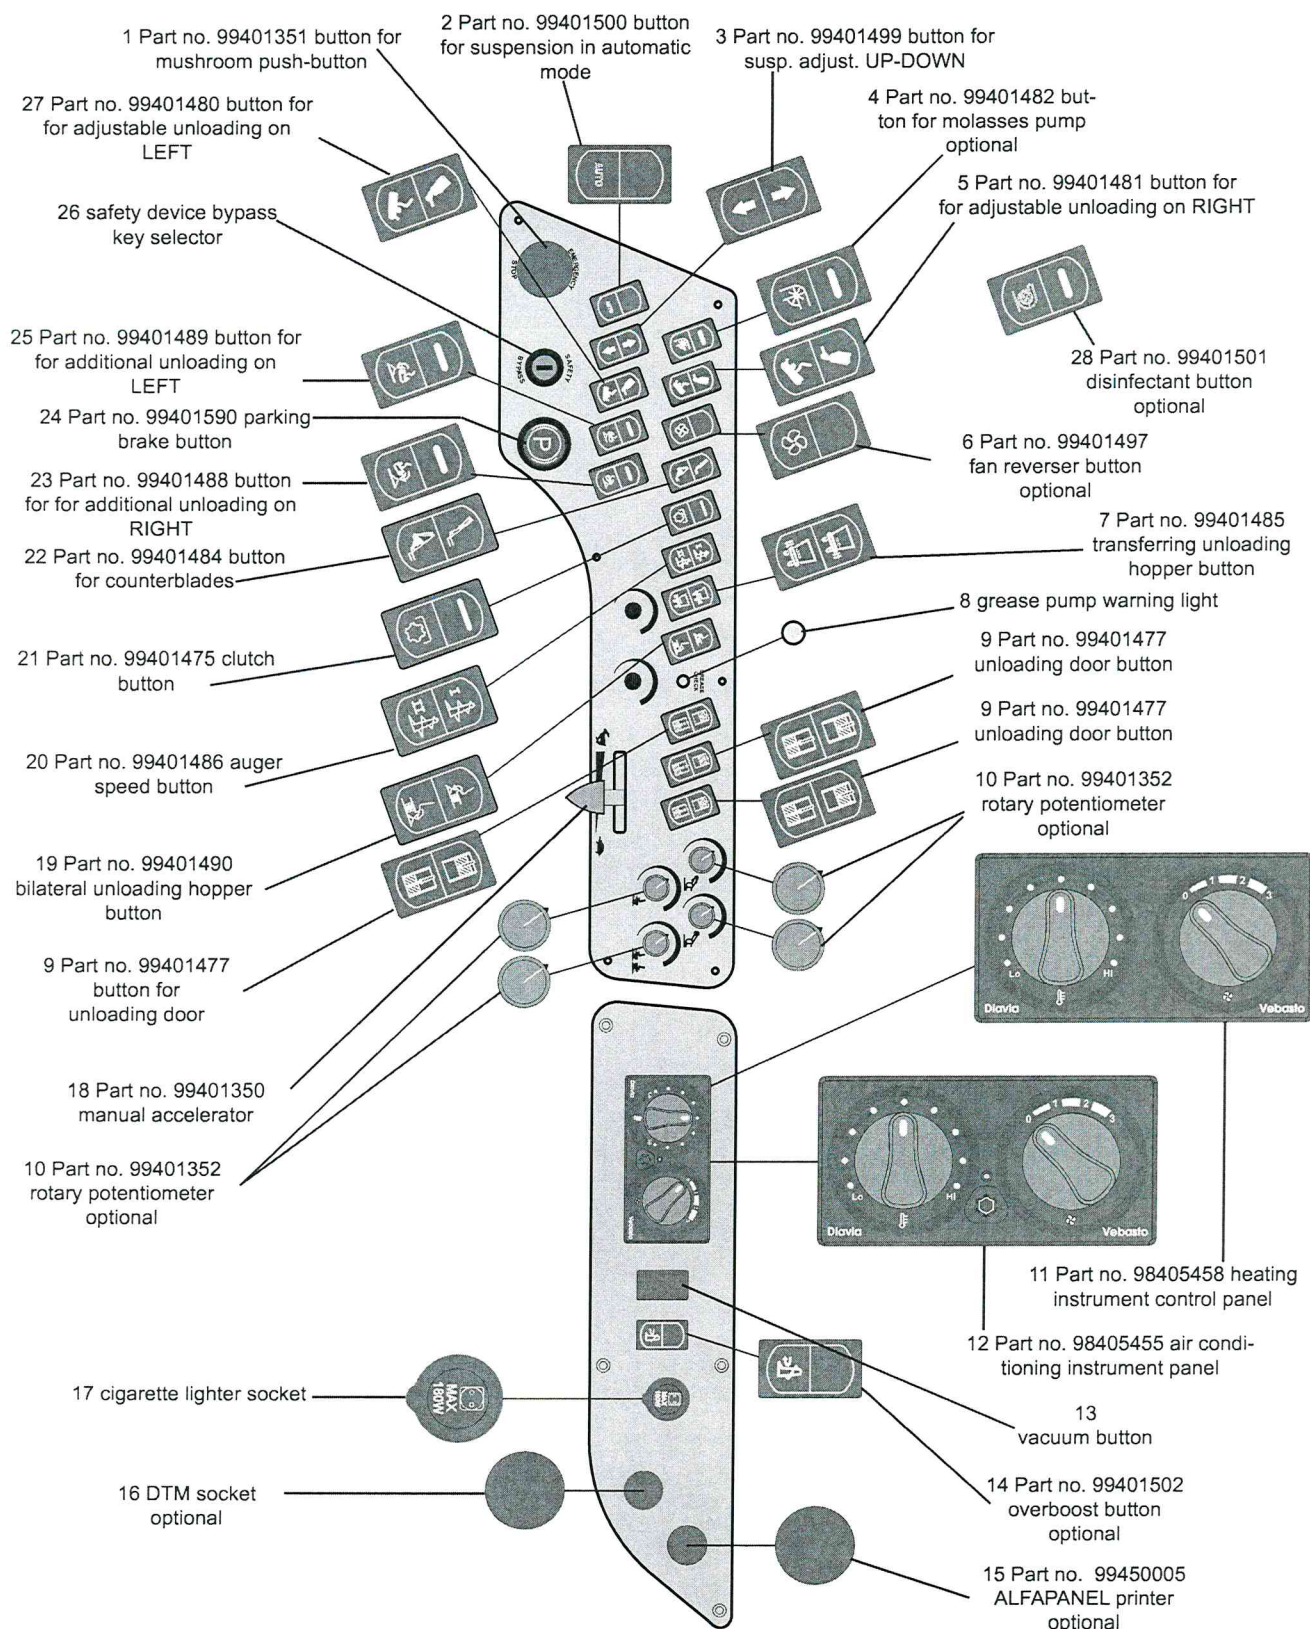 1 Part no. 99401351 button for
mushroom push-button
2 Part no. 99401500 button
for suspension in automatic
mode
3 Part no. 99401499 button for
susp. adjust. UP-DOWN
27 Part no. 99401480 button for
for adjustable unloading on
LEFT
4 Part no. 99401482 but-
ton for molasses pump
optional
5 Part no. 99401481 button for
for adjustable unloading on RIGHT
26 safety device bypass
key selector
AUTO
EMERGENCY
STOP
SAFETY
BYPASS
25 Part no. 99401489 button for
for additional unloading on
LEFT
28 Part no. 99401501
disinfectant button
optional
24 Part no. 99401590 parking
brake button
P
6 Part no. 99401497
fan reverser button
optional
23 Part no. 99401488 button
for for additional unloading on
RIGHT
7 Part no. 99401485
transferring unloading
hopper button
22 Part no. 99401484 button
for counterblades
8 grease pump warning light
21 Part no. 99401475 clutch
button
GREASE
CHECK
9 Part no. 99401477
unloading door button
I
II
9 Part no. 99401477
unloading door button
20 Part no. 99401486 auger
speed button
10 Part no. 99401352
rotary potentiometer
optional
19 Part no. 99401490
bilateral unloading hopper
button
9 Part no. 99401477
button for
unloading door
0 1 2 3
Lo Hi
Diavia Vebasto
18 Part no. 99401350
manual accelerator
10 Part no. 99401352
rotary potentiometer
optional
0 1 2 3
Lo Hi
Diavia Vebasto
11 Part no. 98405458 heating
instrument control panel
12 Part no. 98405455 air condi-
tioning instrument panel
17 cigarette lighter socket
MAX
180W
MAX
180W
13
vacuum button
16 DTM socket
optional
14 Part no. 99401502
overboost button
optional
15 Part no. 99450005
ALFAPANEL printer
optional